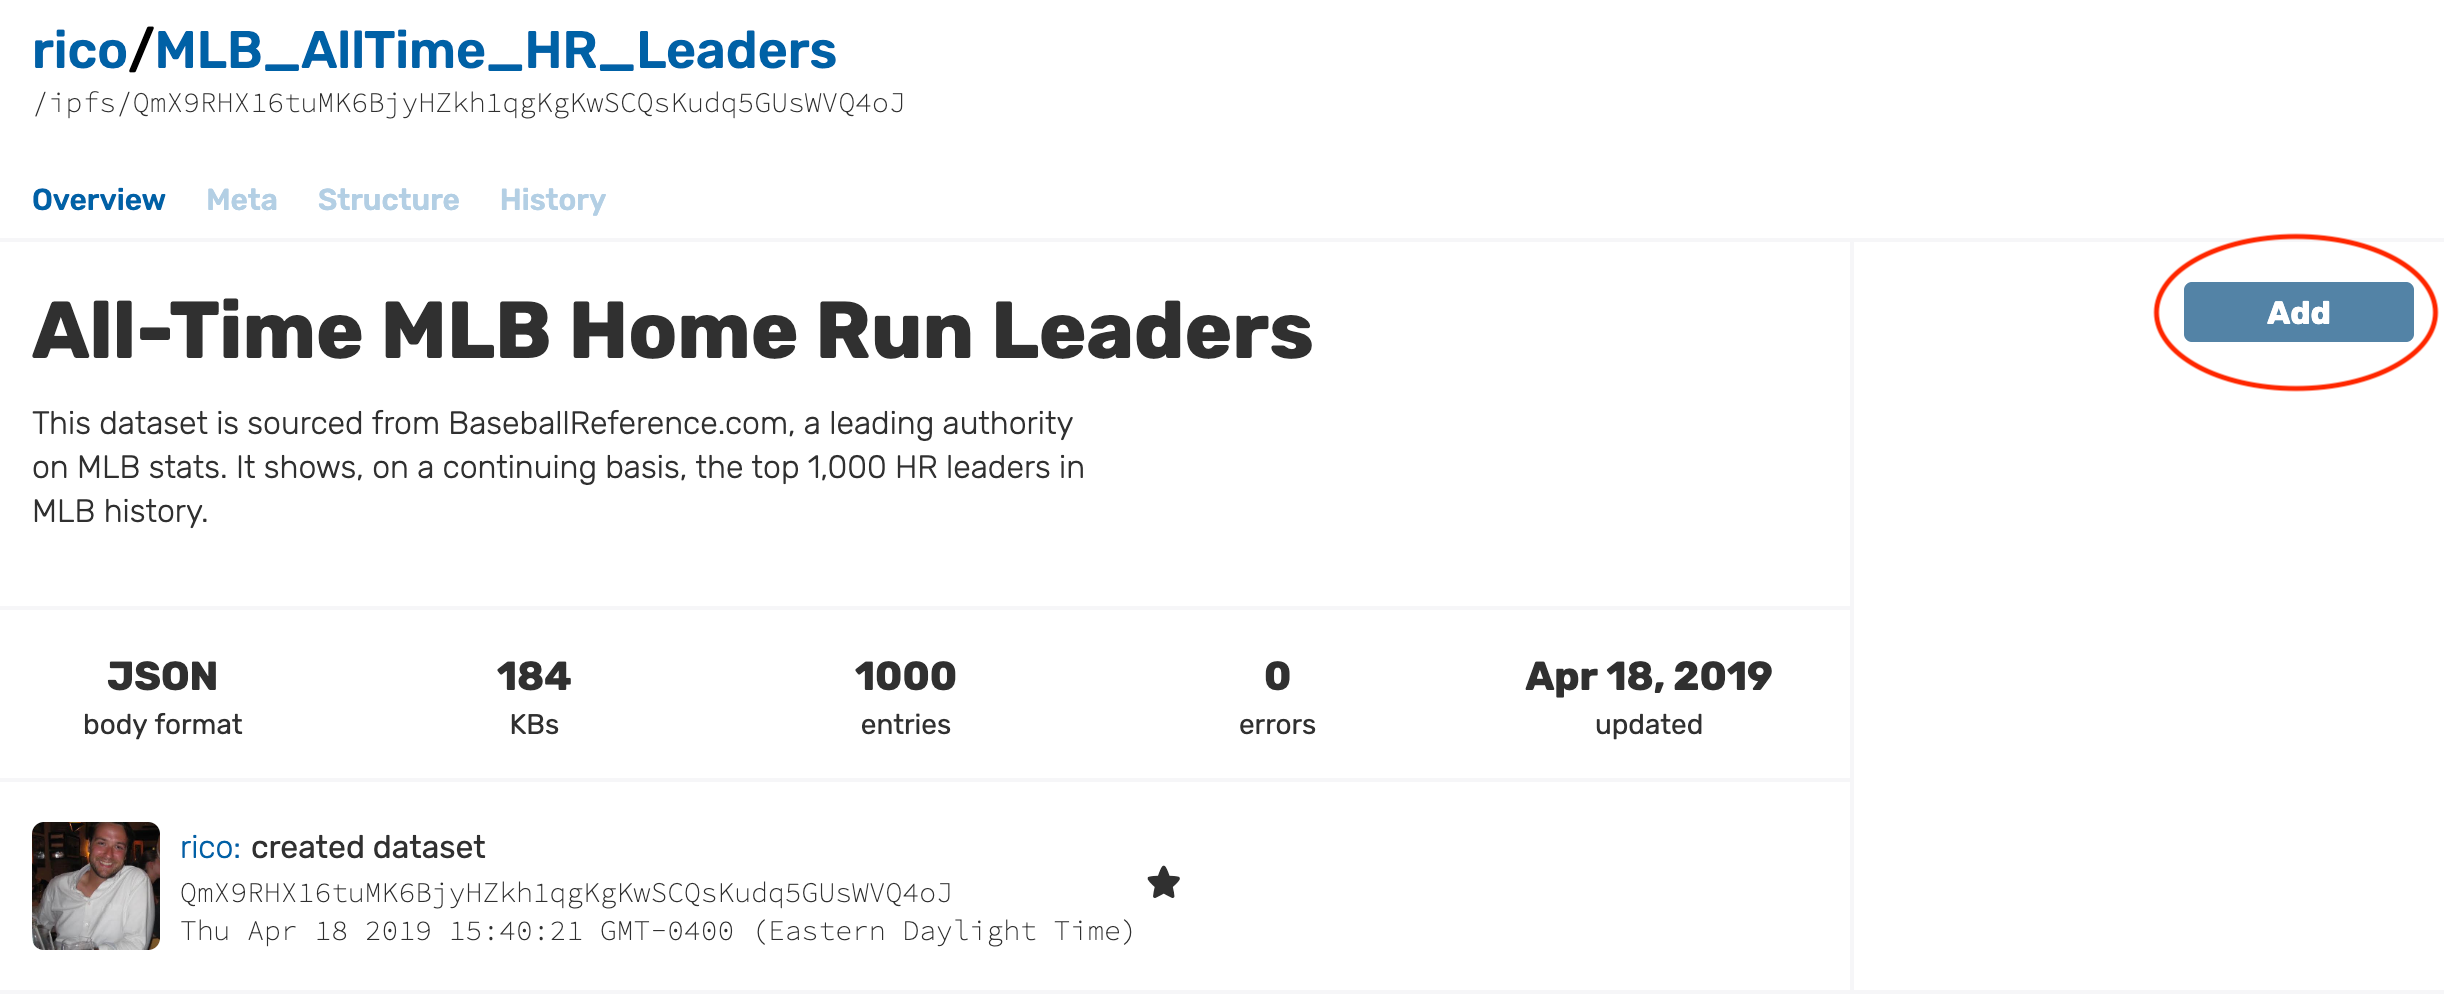 rico/MLB_AllTime_HR_Leaders
/ipfs/QmX9RHX16tuMK6BjyHZkh1qgKgKwSCQsKudq5GUsWVQ4oJ
Overview Meta Structure History
Add
All-Time MLB Home Run Leaders
This dataset is sourced from BaseballReference.com, a leading authority
on MLB stats. It shows, on a continuing basis, the top 1,000 HR leaders in
MLB history.
JSON 184 1000 0 Apr 18, 2019
body format KBs entries errors updated
rico: created dataset
QmX9RHX16tuMK6BjyHZkh1qgKgKwSCQsKudq5GUsWVQ4oJ
Thu Apr 18 2019 15:40:21 GMT-0400 (Eastern Daylight Time)